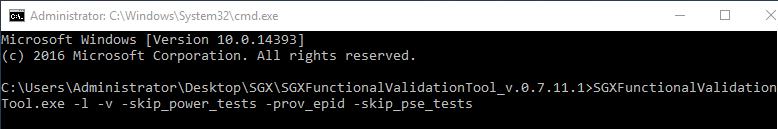 Administrator: C:\Windows\System32\cmd.exe
Microsoft Windows [Version 10.0.14393]
(c) 2016 Microsoft Corporation. All rights reserved.
C:\Users\Administrator\Desktop\SGX\SGXFunctionalValidationTool_v.0.7.11.1>SGXFunctionalValidation
Tool.exe -l -v -skip_power_tests -prov_epid -skip_pse_tests